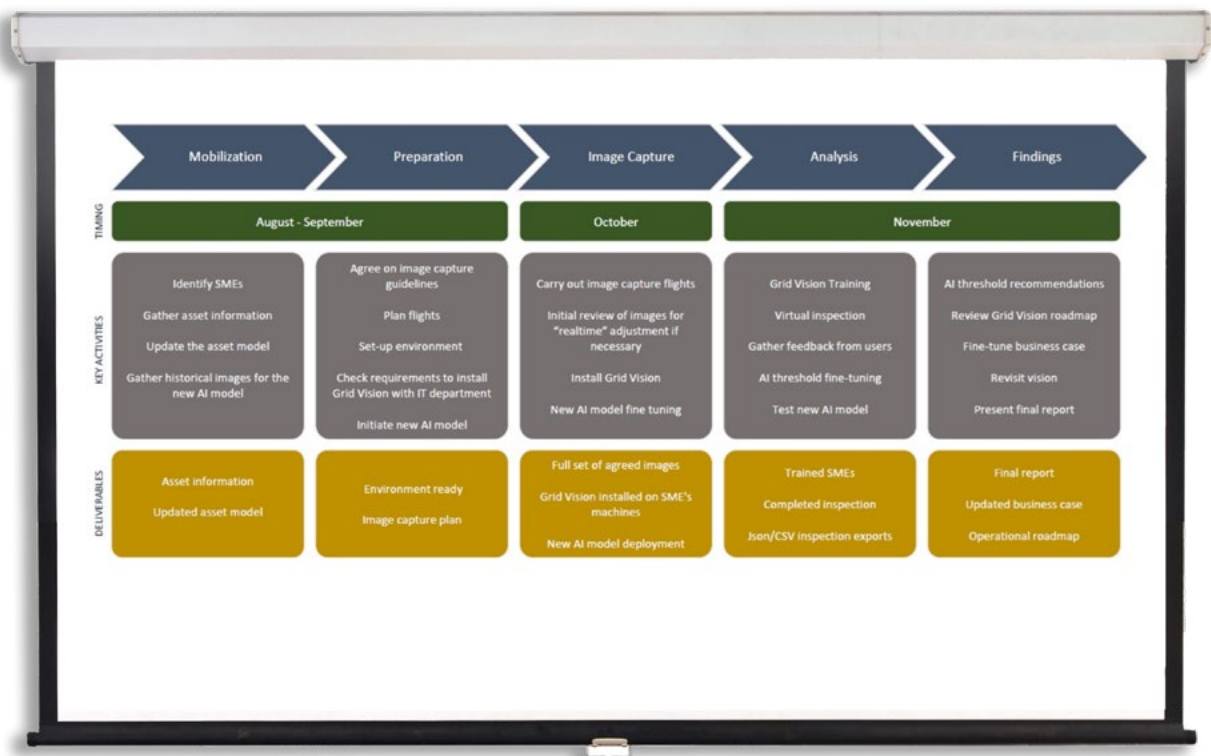 Mobilization
Preparation
Image Capture
Analysis
Findings
TIMING
August - September
October
November
KEY ACTIVITIES
Identify SMEs
Gather asset information
Update the asset model
Gather historical images for the
new AI model
Agree on image capture
guidelines
Plan flights
Set-up environment
Check requirements to install
Grid Vision with IT department
Initiate new AI model
Carry out image capture flights
Initial review of images for
"realtime" adjustment if
necessary
Install Grid Vision
New AI model fine tuning
Grid Vision Training
Virtual inspection
Gather feedback from users
AI threshold fine-tuning
Test new AI model
AI threshold recommendations
Review Grid Vision roadmap
Fine-tune business case
Revisit vision
Present final report
DELIVERABLES
Asset information
Updated asset model
Environment ready
Image capture plan
Full set of agreed images
Grid Vision installed on SME's
machines
New AI model deployment
Trained SMEs
Completed inspection
Json/CSV inspection exports
Final report
Updated business case
Operational roadmap